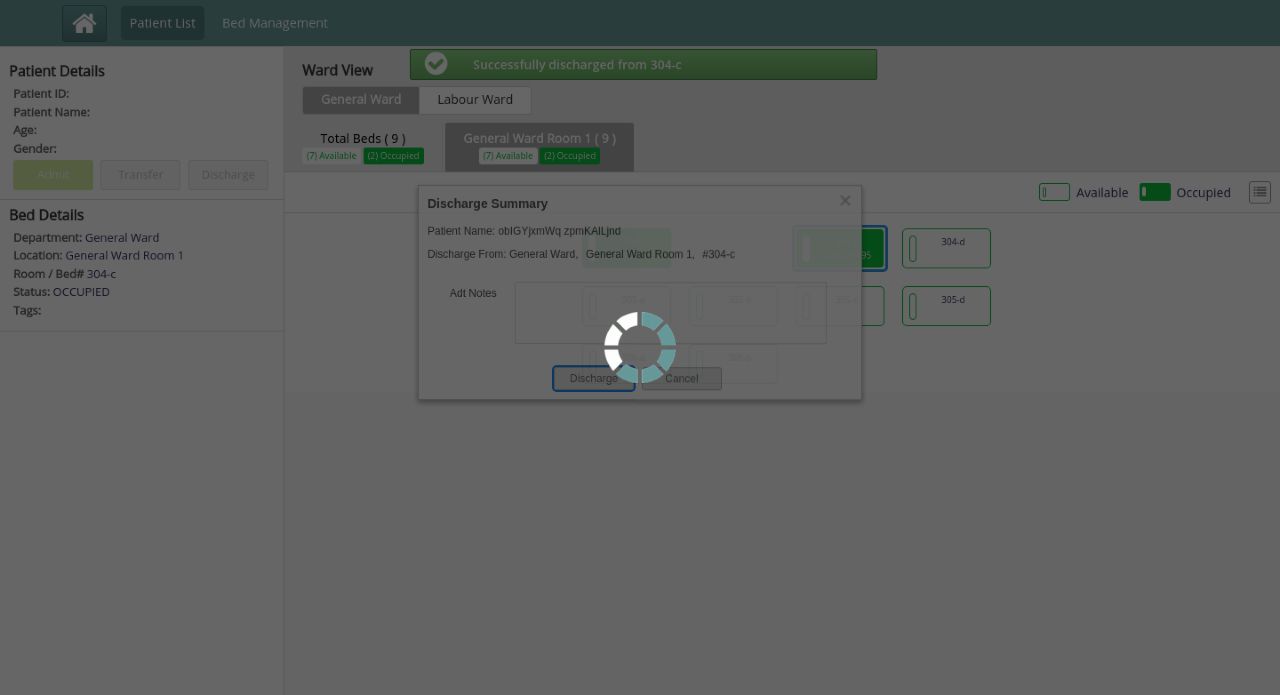 Patient List
Bed Management
Successfully discharged from 304-c
Patient Details
Patient ID:
Patient Name:
Age:
Gender:
Admit
Transfer
Discharge
Bed Details
Department: General Ward
Location: General Ward Room 1
Room / Bed# 304-c
Status: OCCUPIED
Tags:
Ward View
General Ward
Labour Ward
Total Beds ( 9 )
(7) Available
(2) Occupied
General Ward Room 1 ( 9 )
(7) Available
(2) Occupied
Available
Occupied
Discharge Summary
×
Patient Name: obIGYjxmWq zpmKAlLjnd
Discharge From: General Ward, General Ward Room 1, #304-c
Adt Notes
Discharge
Cancel
304-d
305-d